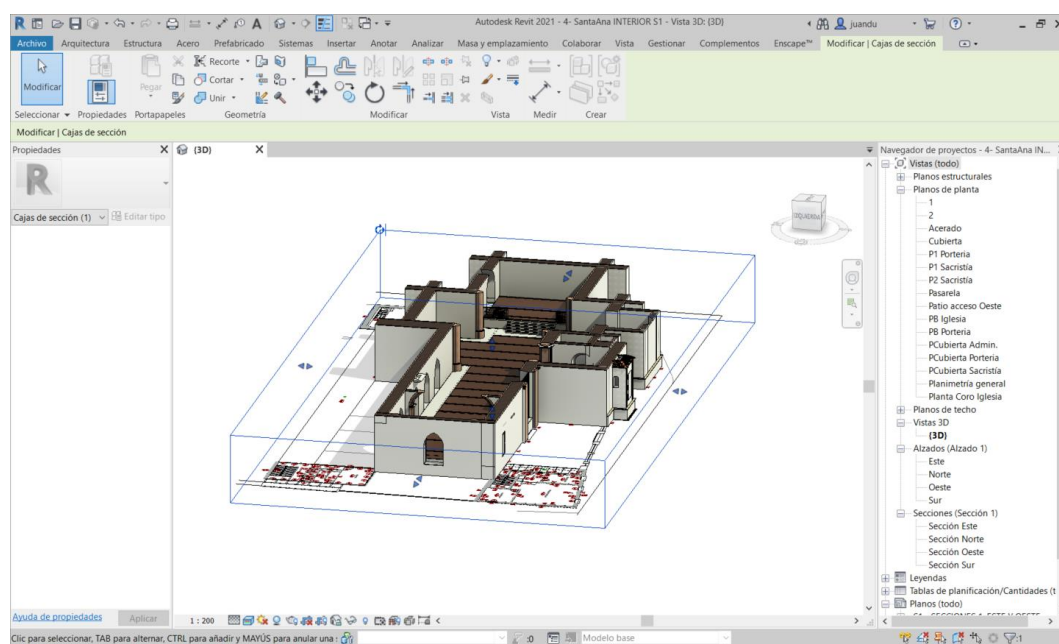 Autodesk Revit 2021 - 4- SantaAna INTERIOR S1 - Vista 3D: {3D}
juandu
Archivo Arquitectura Estructura Acero Prefabricado Sistemas Insertar Anotar Analizar Masa y emplazamiento Colaborar Vista Gestionar Complementos Enscape™ Modificar | Cajas de sección
Modificar
Pegar
Recorte
Cortar
Unir
Seleccionar Propiedades Portapapeles Geometría Modificar Vista Medir Crear
Modificar | Cajas de sección
Propiedades
R
Cajas de sección (1) Editar tipo
{3D}
IZQUIERDA
Navegador de proyectos - 4- SantaAna IN...
Vistas (todo)
Planos estructurales
Planos de planta
1
2
Acerado
Cubierta
P1 Porteria
P1 Sacristía
P2 Sacristía
Pasarela
Patio acceso Oeste
PB Iglesia
PB Porteria
PCubierta Admin.
PCubierta Porteria
PCubierta Sacristía
Planimetría general
Planta Coro Iglesia
Planos de techo
Vistas 3D
{3D}
Alzados (Alzado 1)
Este
Norte
Oeste
Sur
Secciones (Sección 1)
Sección Este
Sección Norte
Sección Oeste
Sección Sur
Leyendas
Tablas de planificación/Cantidades (t
Planos (todo)
Ayuda de propiedades Aplicar
1 : 200
Clic para seleccionar, TAB para alternar, CTRL para añadir y MAYÚS para anular una :
:0 Modelo base
:1